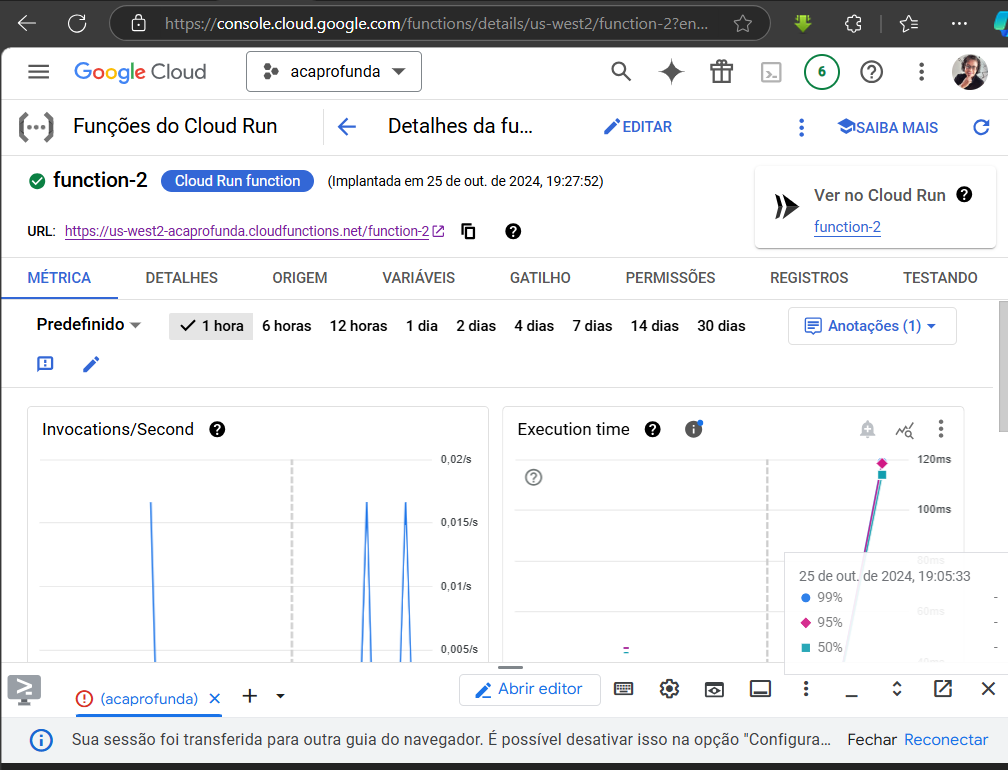 https://console.cloud.google.com/functions/details/us-west2/function-2?en...
Google Cloud
acaprofunda
6
Funções do Cloud Run
Detalhes da fu...
EDITAR
SAIBA MAIS
function-2
Cloud Run function
(Implantada em 25 de out. de 2024, 19:27:52)
Ver no Cloud Run
function-2
URL: https://us-west2-acaprofunda.cloudfunctions.net/function-2
MÉTRICA DETALHES ORIGEM VARIÁVEIS GATILHO PERMISSÕES REGISTROS TESTANDO
Predefinido 1 hora 6 horas 12 horas 1 dia 2 dias 4 dias 7 dias 14 dias 30 dias Anotações (1)
Invocations/Second
0,02/s
0,015/s
0,01/s
0,005/s
Execution time
120ms
100ms
80ms
60ms
25 de out. de 2024, 19:05:33
99% -
95% -
50% -
(acaprofunda)
Abrir editor
Sua sessão foi transferida para outra guia do navegador. É possível desativar isso na opção "Configura... Fechar Reconectar